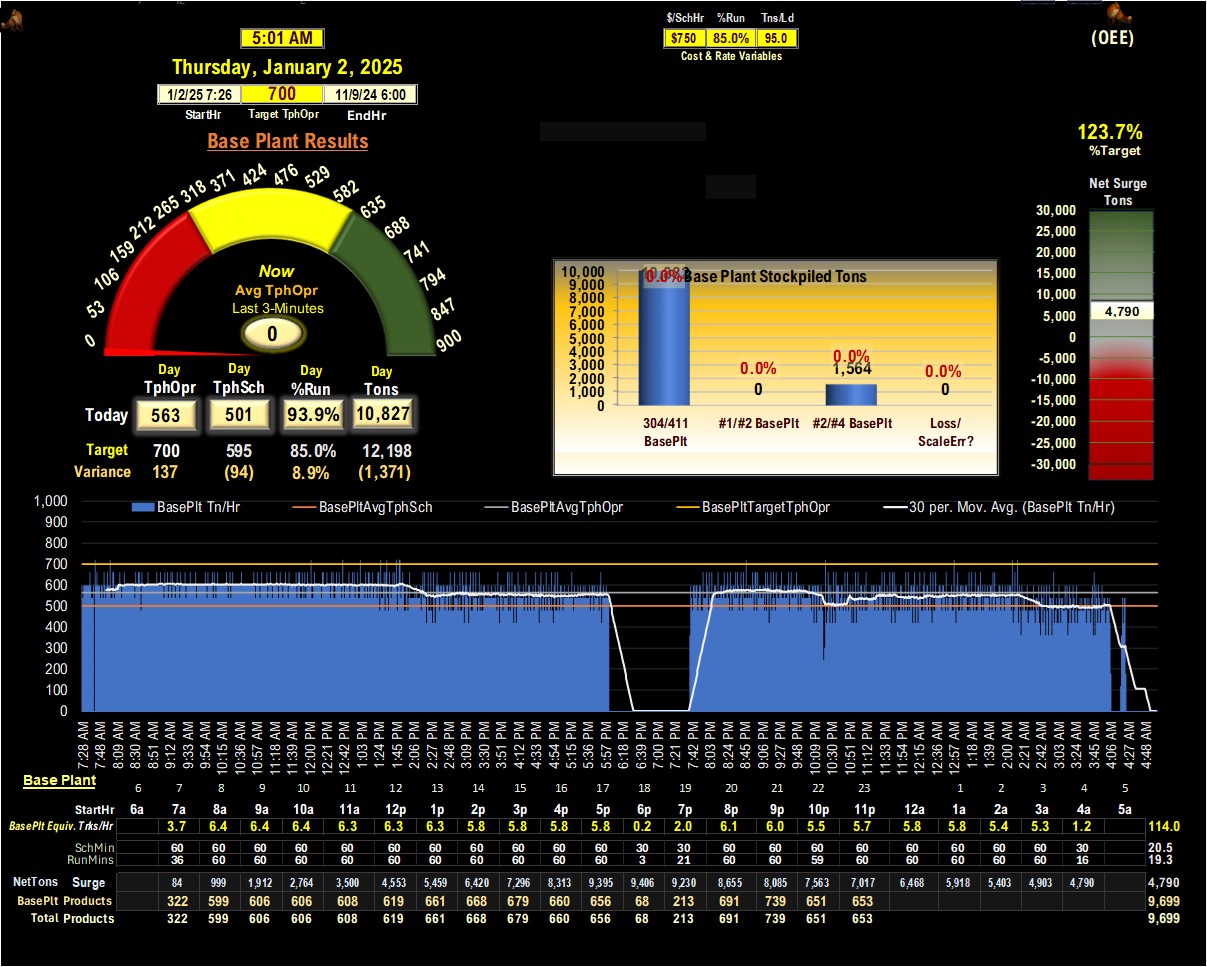 $/SchHr %Run Tns/Ld
5:01 AM
$750 85.0% 95.0
(OEE)
Cost & Rate Variables
Thursday, January 2, 2025
1/2/25 7:26 700 11/9/24 6:00
StartHr Target TphOpr EndHr
123.7%
%Target
Base Plant Results
Net Surge
Tons
0 53 106 159 212 265 318 371 424 476 529 582 635 688 741 794 847 900
Now
Avg TphOpr
Last 3-Minutes
0
Base Plant Stockpiled Tons
10,000
9,000
8,000
7,000
6,000
5,000
4,000
3,000
2,000
1,000
0
0.0% 0.0% 0.0% 0.0%
0 1,564 0
304/411 BasePlt
#1/#2 BasePlt
#2/#4 BasePlt
Loss/ ScaleErr?
30,000
25,000
20,000
15,000
10,000
5,000
0
-5,000
-10,000
-15,000
-20,000
-25,000
-30,000
4,790
Day Day Day Day
TphOpr TphSch %Run Tons
Today 563 501 93.9% 10,827
Target 700 595 85.0% 12,198
Variance 137 (94) 8.9% (1,371)
BasePlt Tn/Hr BasePltAvgTphSch BasePltAvgTphOpr BasePltTargetTphOpr 30 per. Mov. Avg. (BasePlt Tn/Hr)
1,000
900
800
700
600
500
400
300
200
100
0
7:28 AM 7:48 AM 8:09 AM 8:30 AM 8:51 AM 9:12 AM 9:33 AM 9:54 AM 10:15 AM 10:36 AM 10:57 AM 11:18 AM 11:39 AM 12:00 PM 12:21 PM 12:42 PM 1:03 PM 1:24 PM 1:45 PM 2:06 PM 2:27 PM 2:48 PM 3:09 PM 3:30 PM 3:51 PM 4:12 PM 4:33 PM 4:54 PM 5:15 PM 5:36 PM 5:57 PM 6:18 PM 6:39 PM 7:00 PM 7:21 PM 7:42 PM 8:03 PM 8:24 PM 8:45 PM 9:06 PM 9:27 PM 9:48 PM 10:09 PM 10:30 PM 10:51 PM 11:12 PM 11:33 PM 11:54 PM 12:15 AM 12:36 AM 12:57 AM 1:18 AM 1:39 AM 2:00 AM 2:21 AM 2:42 AM 3:03 AM 3:24 AM 3:45 AM 4:06 AM 4:27 AM 4:48 AM
Base Plant
6 7 8 9 10 11 12 13 14 15 16 17 18 19 20 21 22 23 1 2 3 4 5
StartHr 6a 7a 8a 9a 10a 11a 12p 1p 2p 3p 4p 5p 6p 7p 8p 9p 10p 11p 12a 1a 2a 3a 4a 5a
BasePlt Equiv. Trks/Hr 3.7 6.4 6.4 6.4 6.3 6.3 6.3 5.8 5.8 5.8 5.8 0.2 2.0 6.1 6.0 5.5 5.7 5.8 5.8 5.4 5.3 1.2 114.0
SchMin 60 60 60 60 60 60 60 60 60 60 60 30 30 60 60 60 60 60 60 60 60 30 20.5
RunMins 36 60 60 60 60 60 60 60 60 60 60 3 21 60 60 59 60 60 60 60 60 16 19.3
NetTons Surge 84 999 1,912 2,764 3,500 4,553 5,459 6,420 7,296 8,313 9,395 9,406 9,230 8,655 8,085 7,563 7,017 6,468 5,918 5,403 4,903 4,790 4,790
BasePlt Products 322 599 606 606 608 619 661 668 679 660 656 68 213 691 739 651 653 9,699
Total Products 322 599 606 606 608 619 661 668 679 660 656 68 213 691 739 651 653 9,699